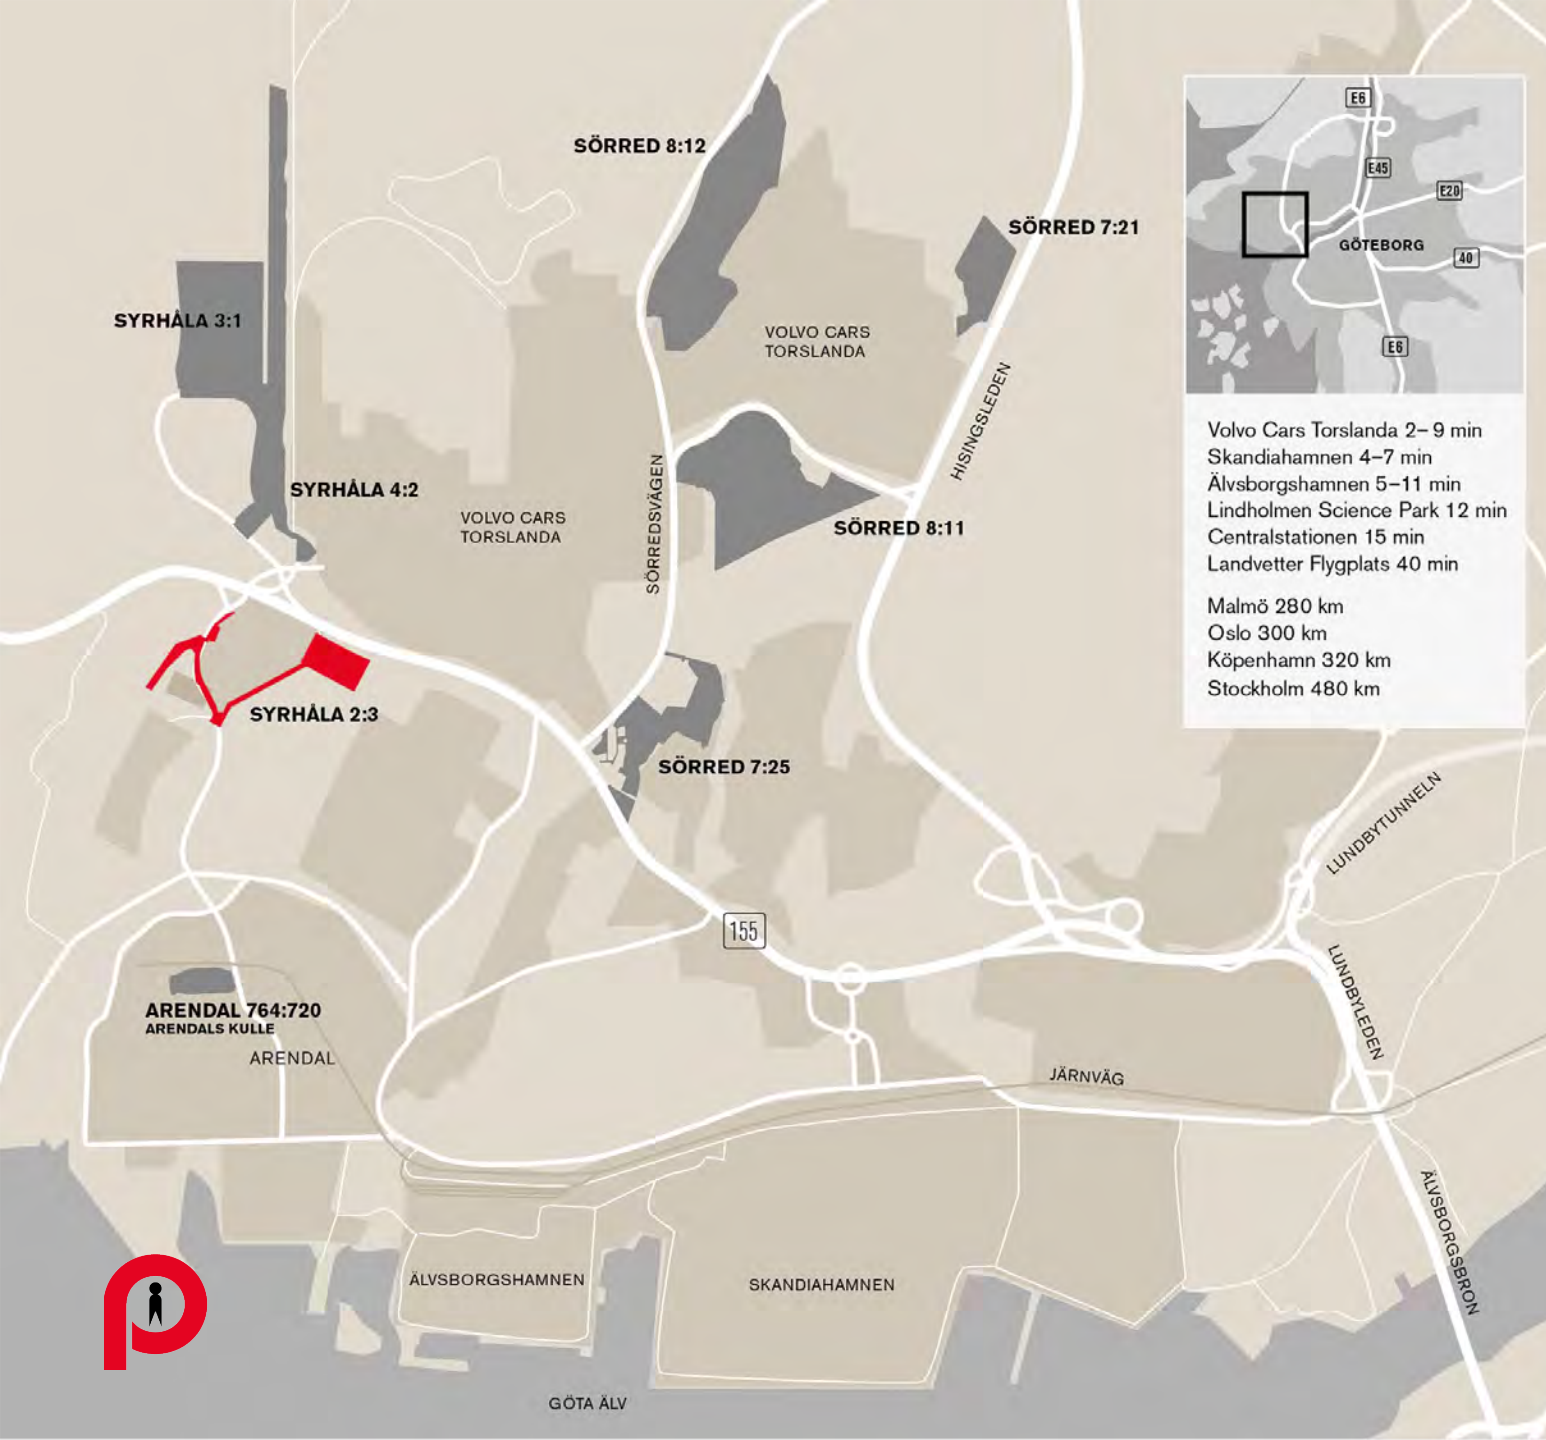 SÖRRED 8:12
SÖRRED 7:21
SYRHÅLA 3:1
VOLVO CARS
TORSLANDA
HISINGSLEDEN
SYRHÅLA 4:2
VOLVO CARS
TORSLANDA
SÖRREDSVÄGEN
SÖRRED 8:11
SYRHÅLA 2:3
SÖRRED 7:25
155
ARENDAL 764:720
ARENDALS KULLE
ARENDAL
JÄRNVÄG
LUNDBYTUNNELN
LUNDBYLEDEN
ÄLVSBORGSBRON
ÄLVSBORGSHAMNEN
SKANDIAHAMNEN
GÖTA ÄLV
E6
E45
E20
GÖTEBORG
40
E6
Volvo Cars Torslanda 2–9 min
Skandiahamnen 4–7 min
Älvsborgshamnen 5–11 min
Lindholmen Science Park 12 min
Centralstationen 15 min
Landvetter Flygplats 40 min
Malmö 280 km
Oslo 300 km
Köpenhamn 320 km
Stockholm 480 km